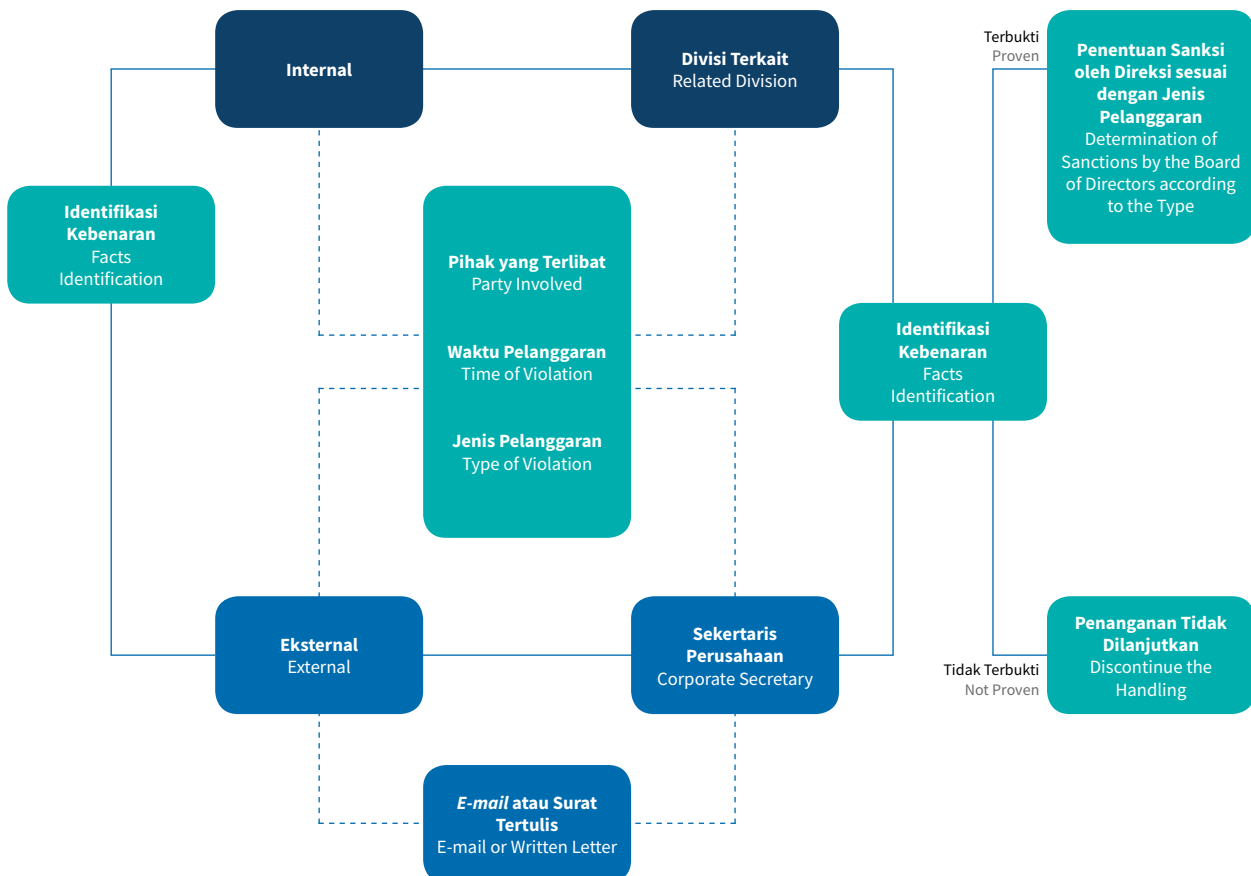 Internal
Divisi Terkait
Related Division
Terbukti
Proven
Penentuan Sanksi
oleh Direksi sesuai
dengan Jenis
Pelanggaran
Determination of
Sanctions by the Board
of Directors according
to the Type
Identifikasi
Kebenaran
Facts
Identification
Pihak yang Terlibat
Party Involved
Waktu Pelanggaran
Time of Violation
Jenis Pelanggaran
Type of Violation
Identifikasi
Kebenaran
Facts
Identification
Eksternal
External
Sekertaris
Perusahaan
Corporate Secretary
Tidak Terbukti
Not Proven
Penanganan Tidak
Dilanjutkan
Discontinue the
Handling
E-mail atau Surat
Tertulis
E-mail or Written Letter